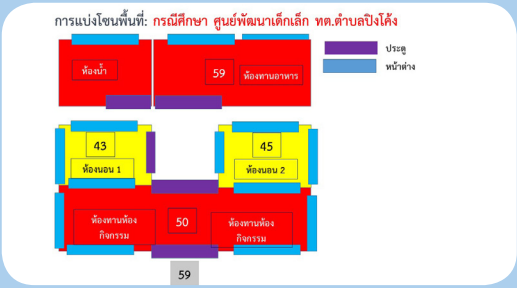 การแบ่งโซนพื้นที่: กรณีศึกษา ศูนย์พัฒนาเด็กเล็ก ทต.ตำบลปิงโค้ง
ประตู
หน้าต่าง
ห้องน้ำ
59
ห้องทานอาหาร
43
45
ห้องนอน 1
ห้องนอน 2
ห้องทานห้อง
กิจกรรม
50
ห้องทานห้อง
กิจกรรม
59